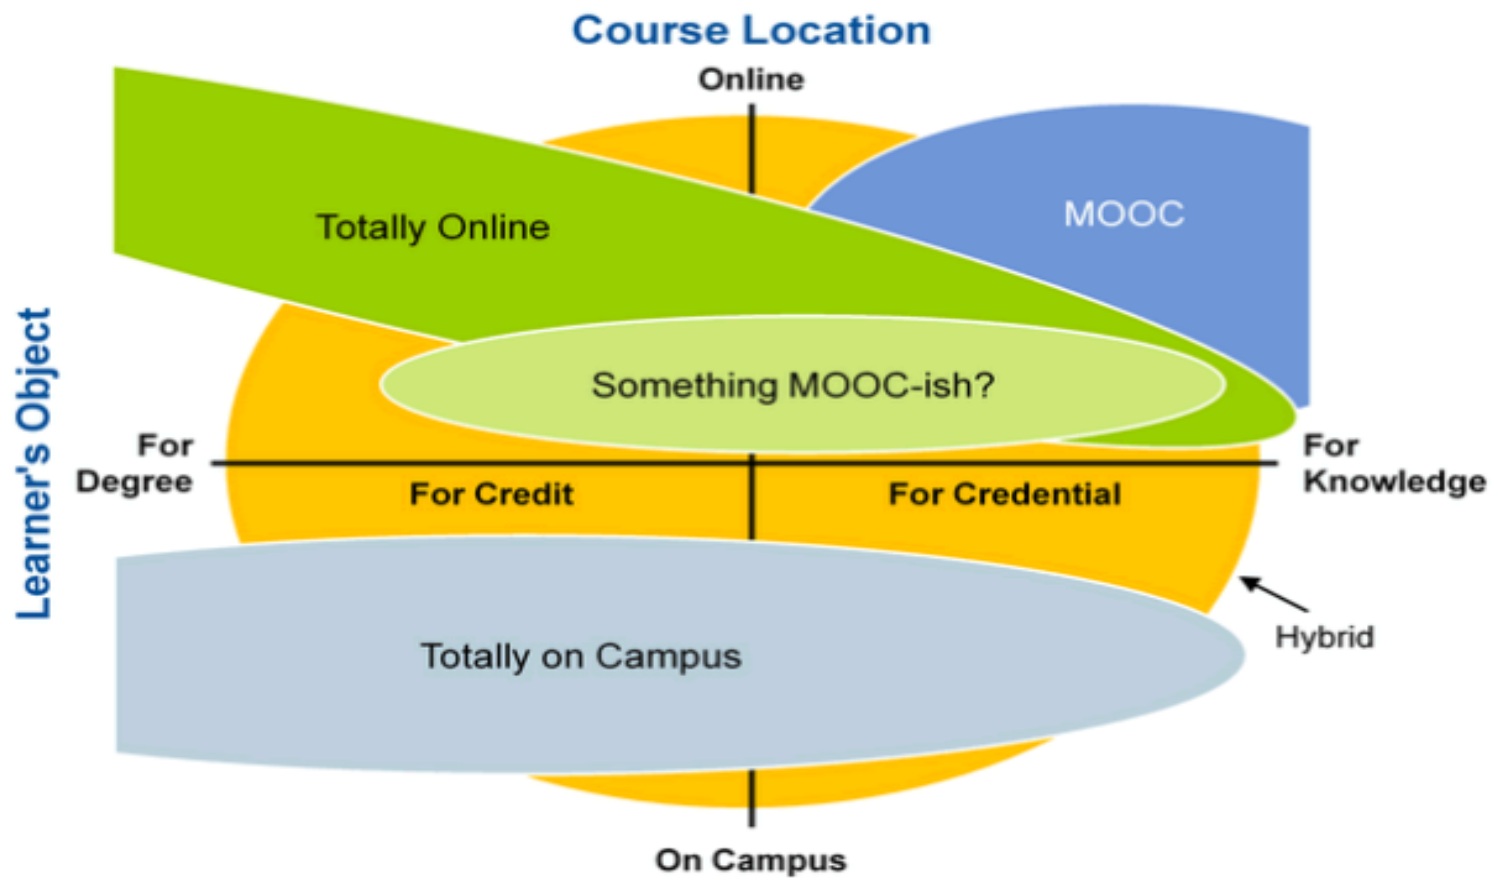 Course Location
Online
Totally Online
MOOC
Something MOOC-ish?
Learner's Object
For
Degree
For
Knowledge
For Credit
For Credential
Totally on Campus
Hybrid
On Campus